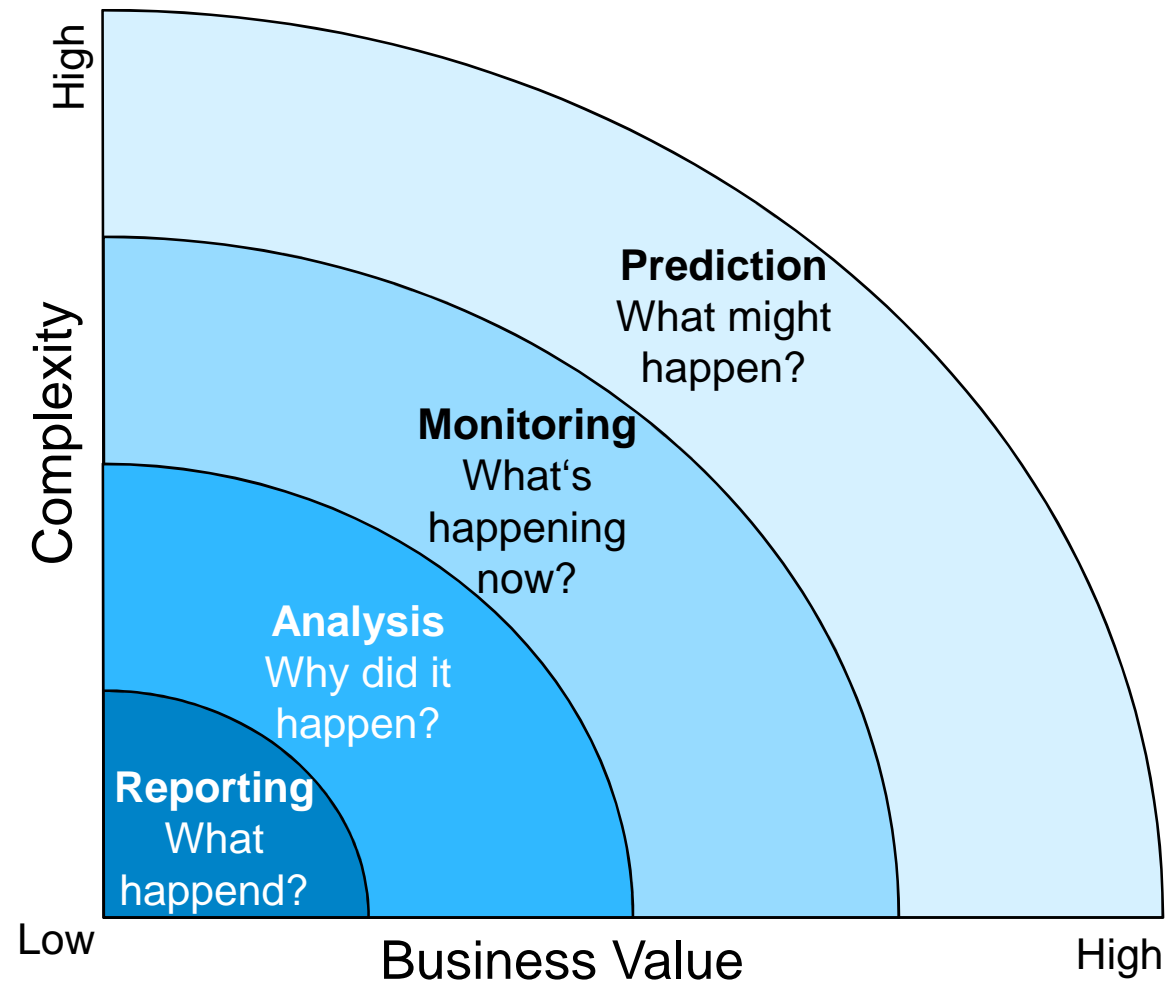 High
Complexity
Prediction
What might
happen?
Monitoring
What‘s
happening
now?
Analysis
Why did it
happen?
Reporting
What
happend?
Low
Business Value
High